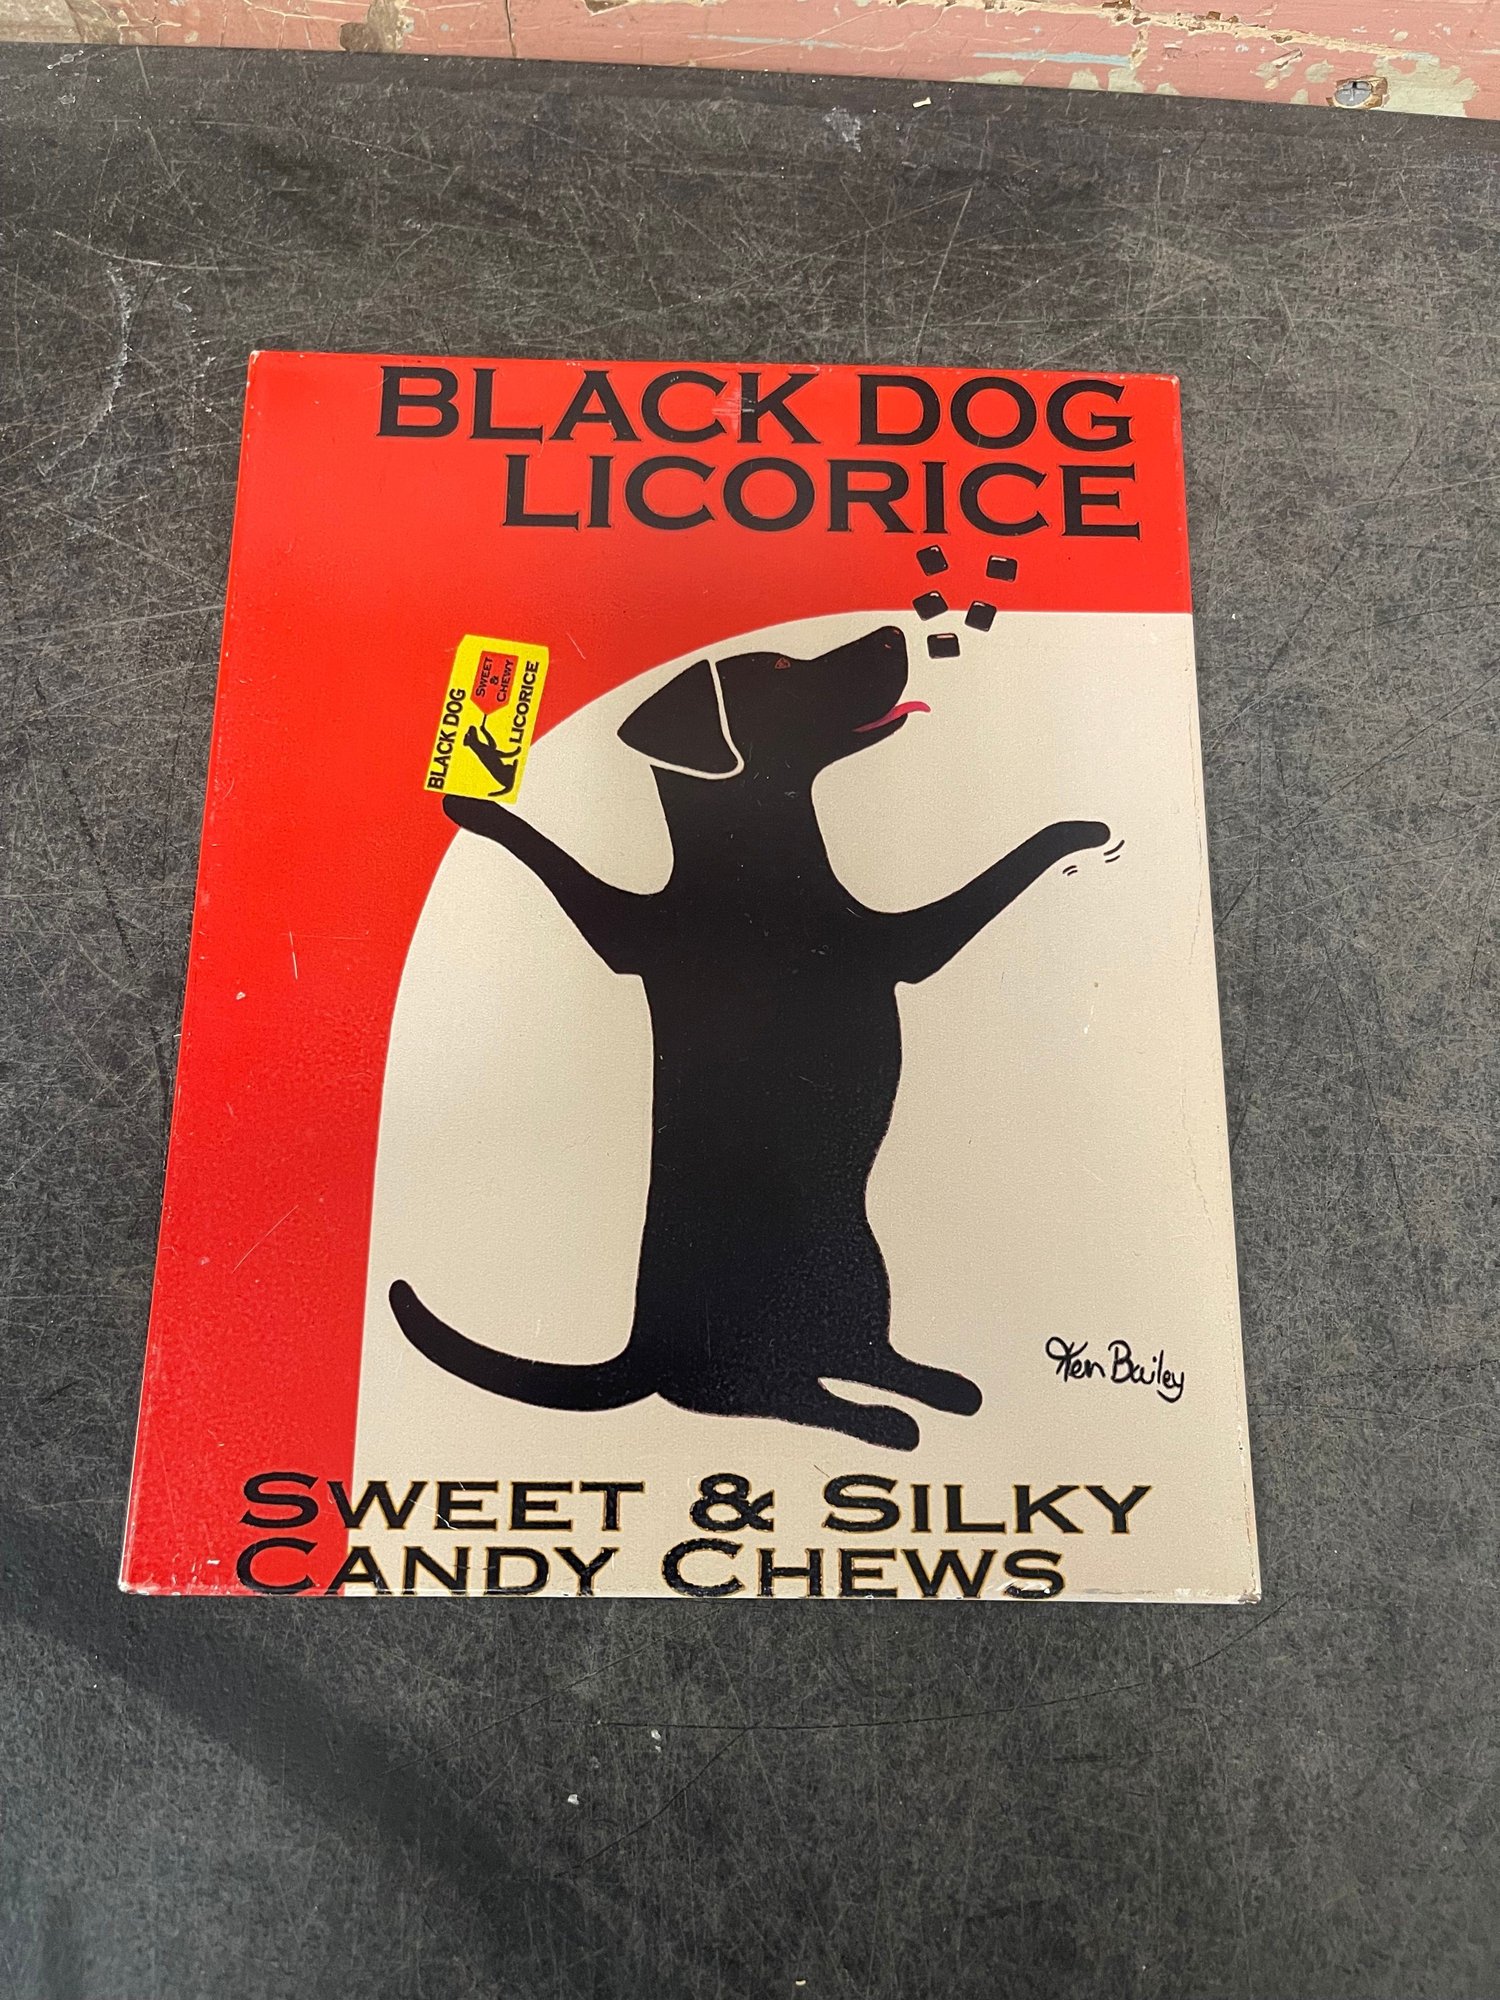 BLACK DOG
LICORICE
BLACK DOG
SWEET
&
CHEWY
LICORICE
Ken Bailey
SWEET & SILKY
CANDY CHEWS